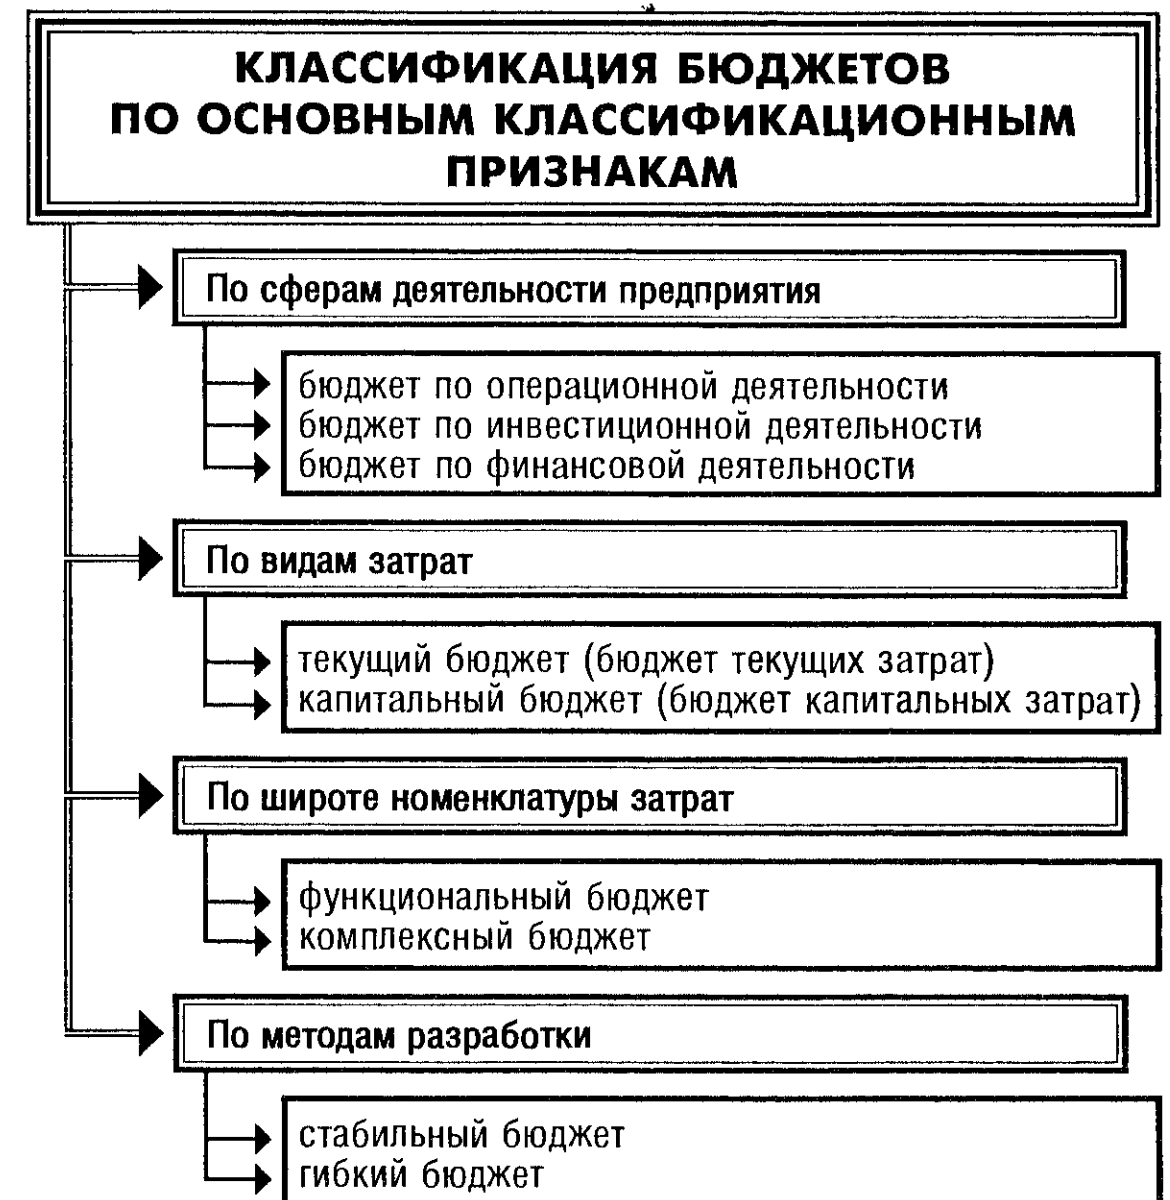 КЛАССИФИКАЦИЯ БЮДЖЕТОВ
ПО ОСНОВНЫМ КЛАССИФИКАЦИОННЫМ
ПРИЗНАКАМ
По сферам деятельности предприятия
бюджет по операционной деятельности
бюджет по инвестиционной деятельности
бюджет по финансовой деятельности
По видам затрат
текущий бюджет (бюджет текущих затрат)
капитальный бюджет (бюджет капитальных затрат)
По широте номенклатуры затрат
функциональный бюджет
комплексный бюджет
По методам разработки
стабильный бюджет
гибкий бюджет